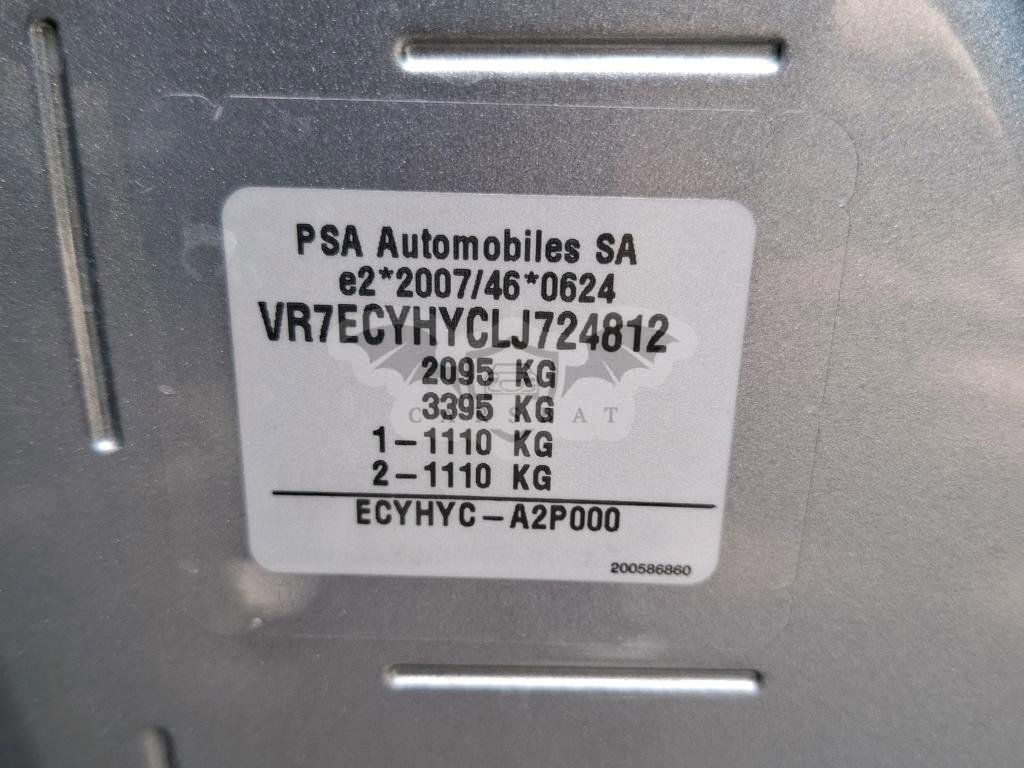 PSA Automobiles SA
e2*2007/46*0624
VR7ECYHYCLJ724812
2095 KG
3395 KG
1-1110 KG
2-1110 KG
ECYHYC-A2P000
200586860